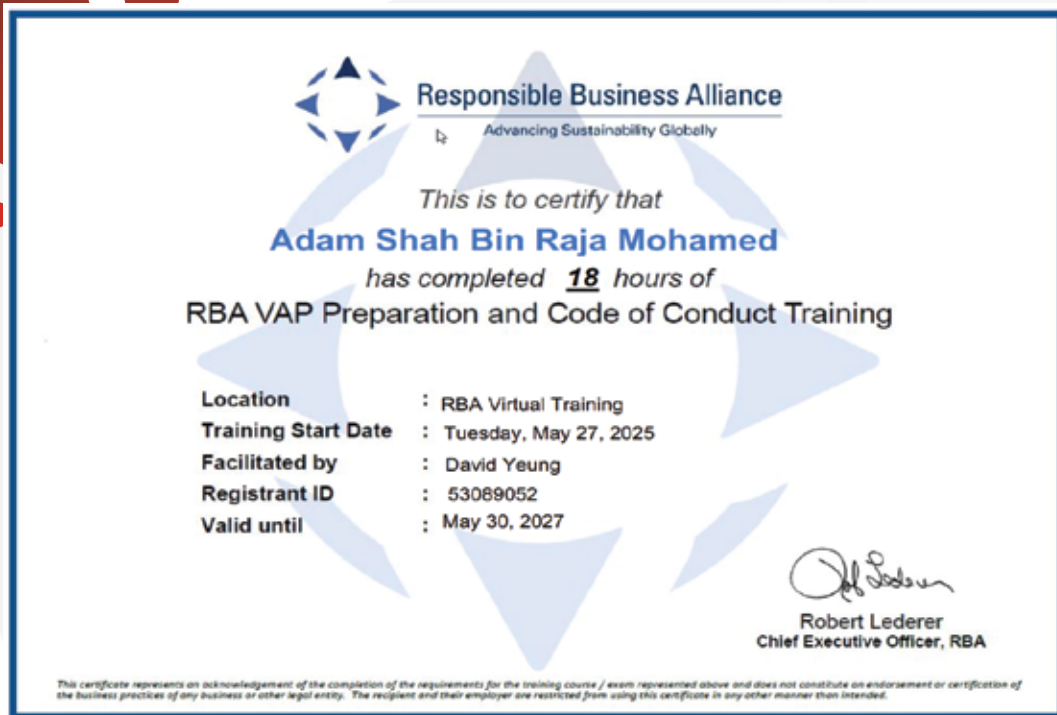 Responsible Business Alliance
Advancing Sustainability Globally
This is to certify that
Adam Shah Bin Raja Mohamed
has completed 18 hours of
RBA VAP Preparation and Code of Conduct Training
Location : RBA Virtual Training
Training Start Date : Tuesday, May 27, 2025
Facilitated by : David Yeung
Registrant ID : 53089052
Valid until : May 30, 2027
Robert Lederer
Chief Executive Officer, RBA
This certificate represents an acknowledgement of the completion of the requirements for the training course / exam represented above and does not constitute an endorsement or certification of
the business practices of any business or other legal entity. The recipient and their employer are restricted from using this certificate in any other manner than intended.